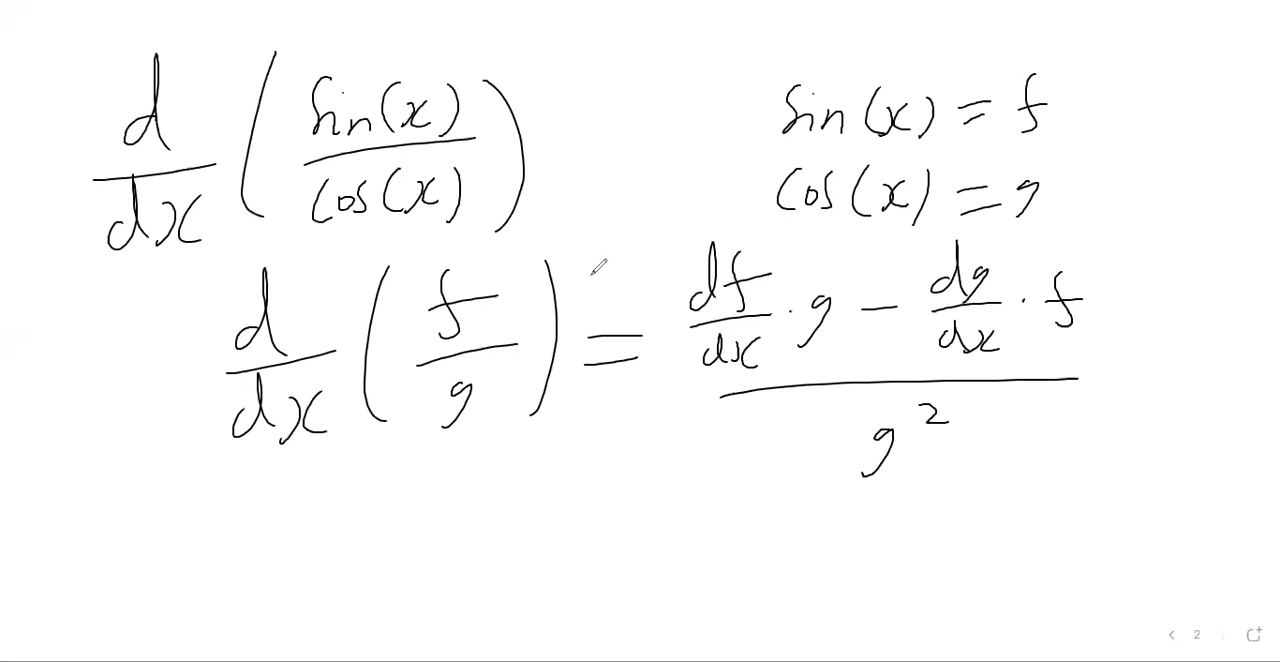 d/dx ( sin(x) / cos(x) )
sin(x) = f
cos(x) = g
d/dx ( f / g ) = ( df/dx · g − dg/dx · f ) / g²
2